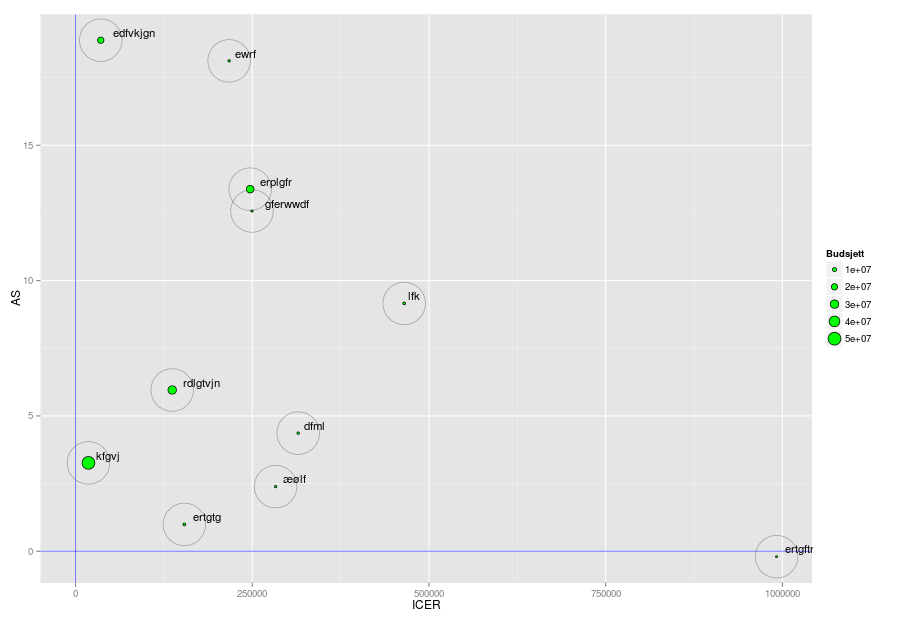 edfvkjgn
ewrf
15
erplgfr
gferwwdf
Budsjett
1e+07
2e+07
3e+07
4e+07
5e+07
10
AS
lfk
rdlgtvjn
5
dfml
kfgvj
æølf
ertgtg
0
ertgftr
0
250000
500000
750000
1000000
ICER